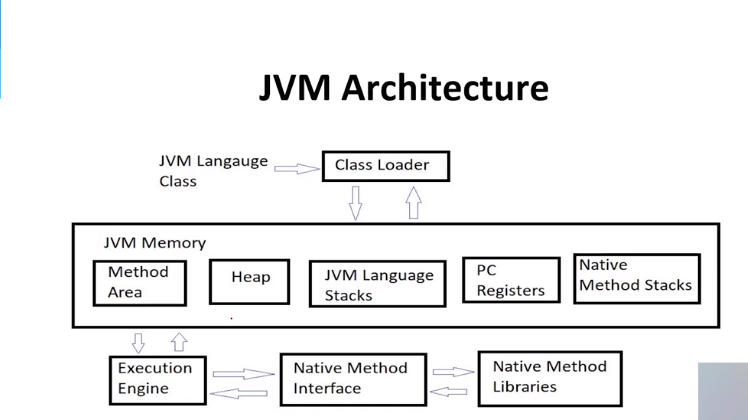 JVM Architecture
JVM Langauge
Class
Class Loader
JVM Memory
Method
Area
Heap
JVM Language
Stacks
PC
Registers
Native
Method Stacks
Execution
Engine
Native Method
Interface
Native Method
Libraries